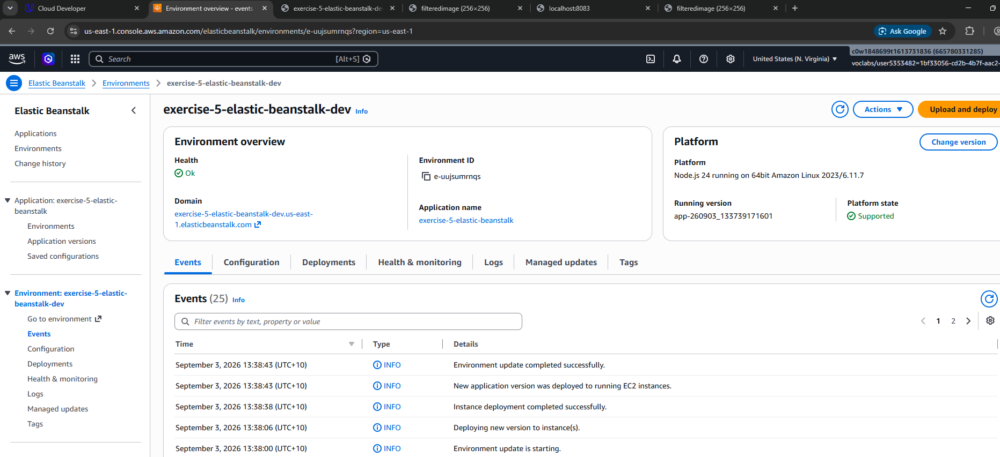 Cloud Developer
Environment overview - events
exercise-5-elastic-beanstalk-de
filteredimage (256×256)
localhost:8083
filteredimage (256×256)
us-east-1.console.aws.amazon.com/elasticbeanstalk/environments/e-uujsumrnqs?region=us-east-1
Ask Google
aws
Search
[Alt+S]
United States (N. Virginia)
c0w1848699t1613731836 (665780331285)
voclabs/user5353482=1bf33056-cd2b-4b7f-aac2-
Elastic Beanstalk
Environments
exercise-5-elastic-beanstalk-dev
Elastic Beanstalk
Applications
Environments
Change history
Application: exercise-5-elastic-
beanstalk
Environments
Application versions
Saved configurations
Environment: exercise-5-elastic-
beanstalk-dev
Go to environment
Events
Configuration
Deployments
Health & monitoring
Logs
Managed updates
Tags
exercise-5-elastic-beanstalk-dev Info
Actions
Upload and deploy
Environment overview
Health
Ok
Domain
exercise-5-elastic-beanstalk-dev.us-east-
1.elasticbeanstalk.com
Environment ID
e-uujsumrnqs
Application name
exercise-5-elastic-beanstalk
Platform
Change version
Platform
Node.js 24 running on 64bit Amazon Linux 2023/6.11.7
Running version
app-260903_133739171601
Platform state
Supported
Events
Configuration
Deployments
Health & monitoring
Logs
Managed updates
Tags
Events (25) Info
Filter events by text, property or value
1
2
Time
Type
Details
September 3, 2026 13:38:43 (UTC+10) INFO Environment update completed successfully.
September 3, 2026 13:38:43 (UTC+10) INFO New application version was deployed to running EC2 instances.
September 3, 2026 13:38:38 (UTC+10) INFO Instance deployment completed successfully.
September 3, 2026 13:38:06 (UTC+10) INFO Deploying new version to instance(s).
September 3, 2026 13:38:00 (UTC+10) INFO Environment update is starting.